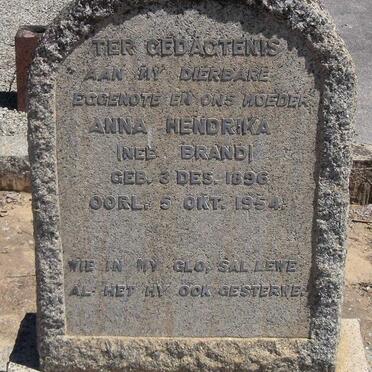 TER GEDAGTENIS
AAN MY DIERBARE
EGGENOTE EN ONS MOEDER
ANNA HENDRIKA
(NEE BRAND)
GEB. 3 DES. 1896
OORL. 5 OKT. 1954.
WIE IN MY GLO, SAL LEWE
AL HET HY OOK GESTERWE.